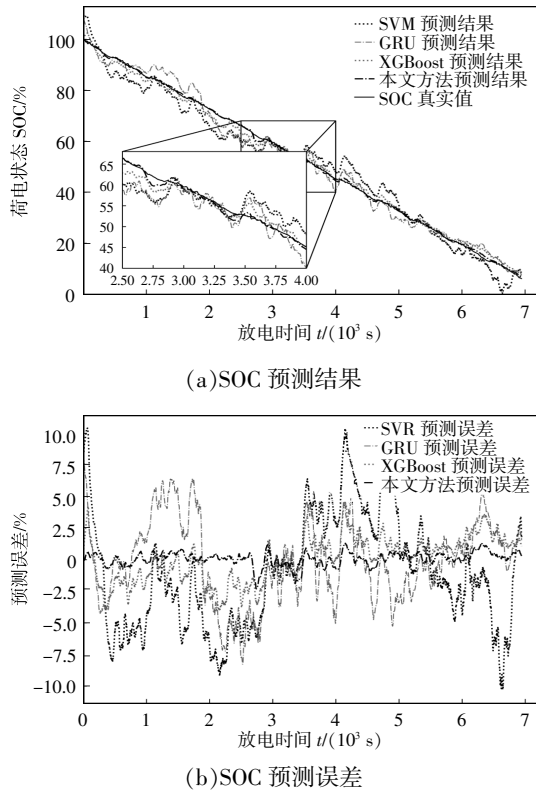 SVM 预测结果
GRU 预测结果
XGBoost 预测结果
本文方法预测结果
SOC 真实值
荷电状态 SOC/%
100
80
60
40
20
0
65
60
55
50
45
40
2.50 2.75 3.00 3.25 3.50 3.75 4.00
1 2 3 4 5 6 7
放电时间 t/(10³ s)
(a)SOC 预测结果
SVR 预测误差
GRU 预测误差
XGBoost 预测误差
本文方法预测误差
预测误差/%
10.0
7.5
5.0
2.5
0
−2.5
−5.0
−7.5
−10.0
0 1 2 3 4 5 6 7
放电时间 t/(10³ s)
(b)SOC 预测误差